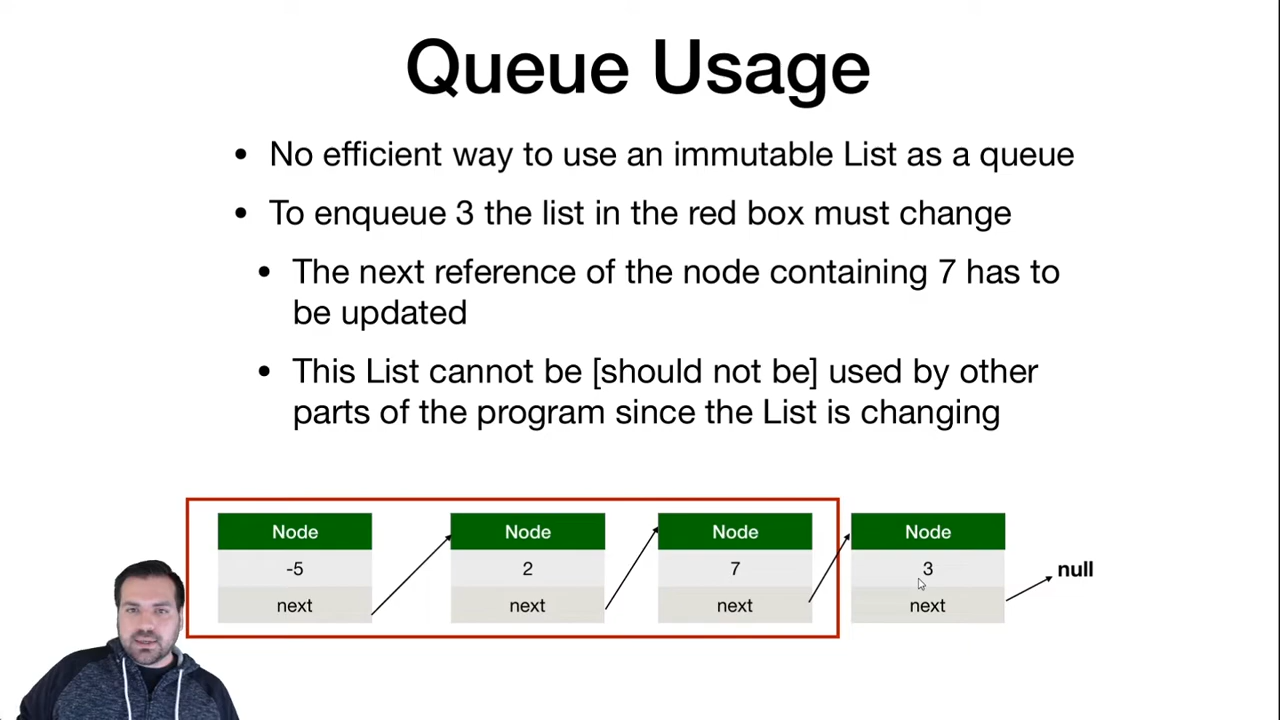 Queue Usage
• No efficient way to use an immutable List as a queue
• To enqueue 3 the list in the red box must change
• The next reference of the node containing 7 has to
be updated
• This List cannot be [should not be] used by other
parts of the program since the List is changing
Node Node Node Node
-5 2 7 3 null
next next next next